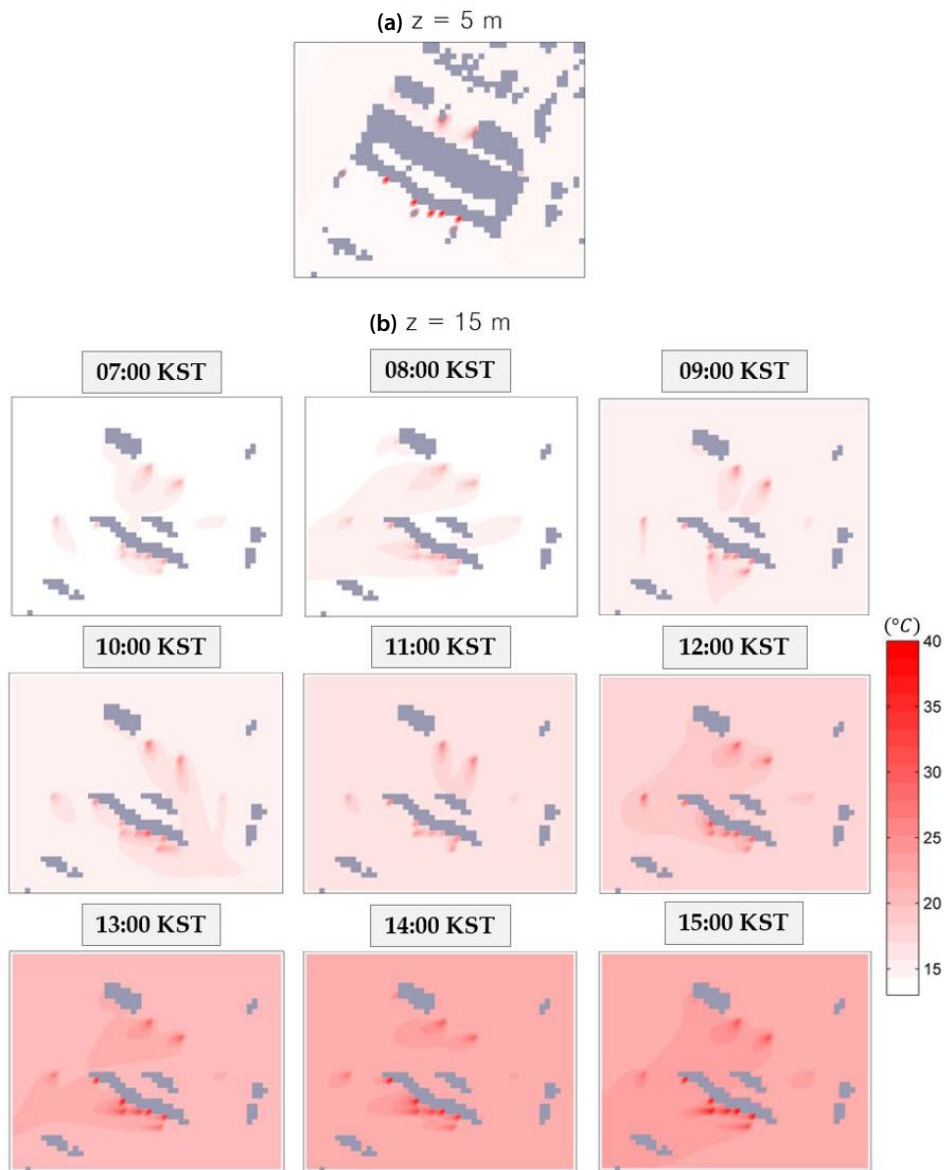 (a) z = 5 m
(b) z = 15 m
07:00 KST
08:00 KST
09:00 KST
10:00 KST
11:00 KST
12:00 KST
(°C)
40
35
30
25
20
15
13:00 KST
14:00 KST
15:00 KST